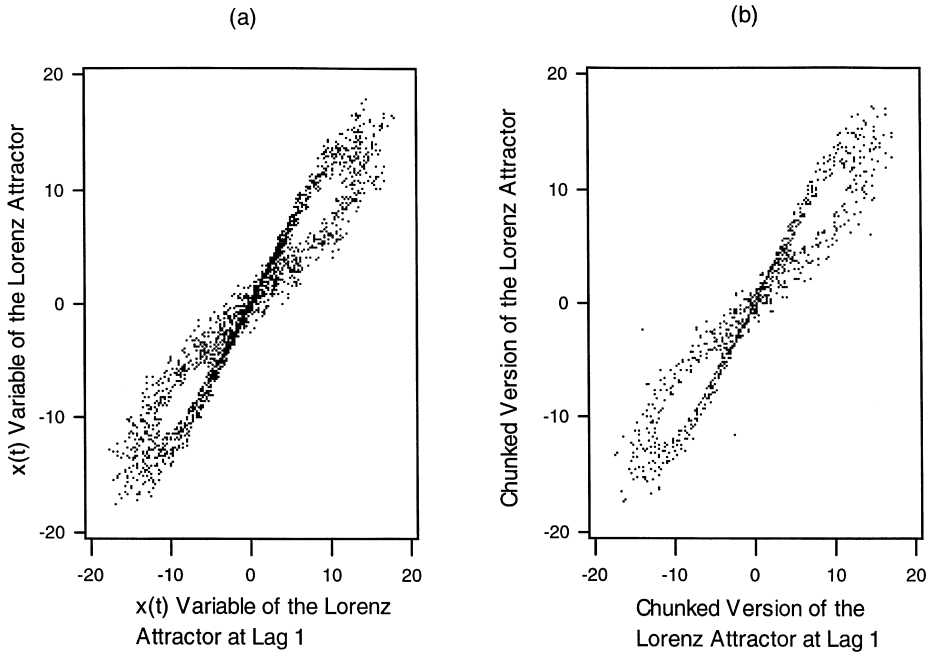 (a)
x(t) Variable of the Lorenz Attractor
20
10
0
-10
-20
-20 -10 0 10 20
x(t) Variable of the Lorenz
Attractor at Lag 1
(b)
Chunked Version of the Lorenz Attractor
20
10
0
-10
-20
-20 -10 0 10 20
Chunked Version of the
Lorenz Attractor at Lag 1